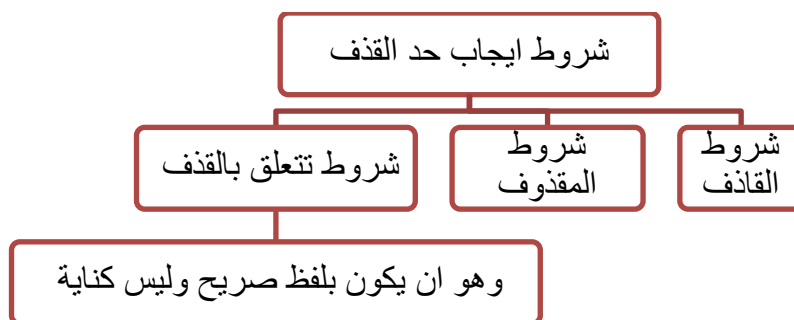 شروط ايجاب حد القذف
شروط
القاذف
شروط
المقذوف
شروط تتعلق بالقذف
وهو ان يكون بلفظ صريح وليس كناية